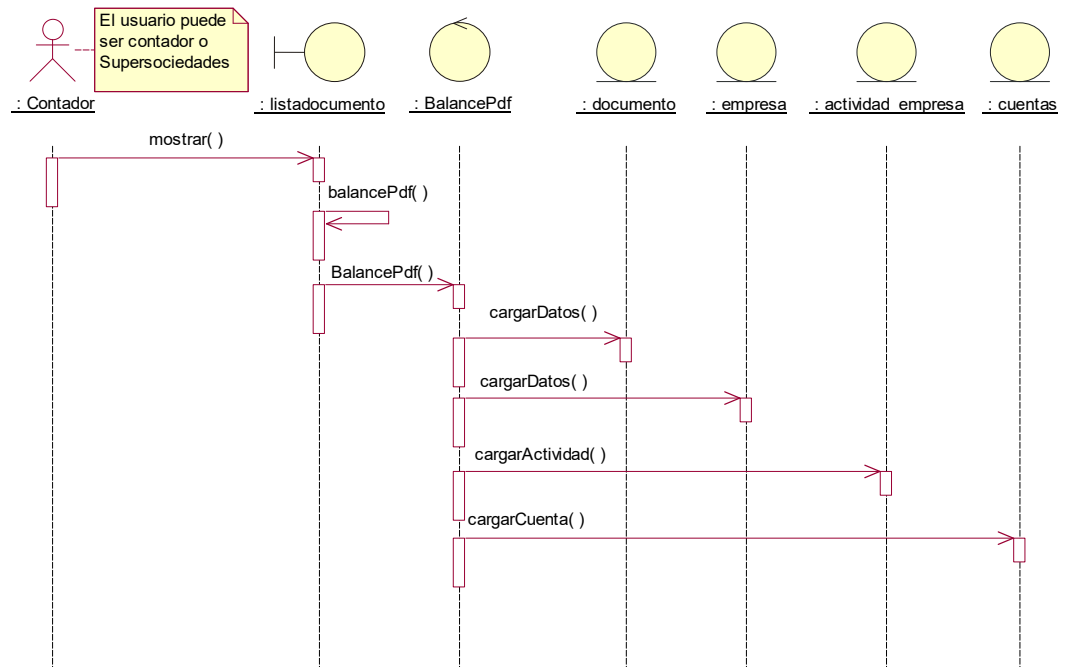 El usuario puede
ser contador o
Supersociedades
: Contador
: listadocumento
: BalancePdf
: documento
: empresa
: actividad_empresa
: cuentas
mostrar( )
balancePdf( )
BalancePdf( )
cargarDatos( )
cargarDatos( )
cargarActividad( )
cargarCuenta( )